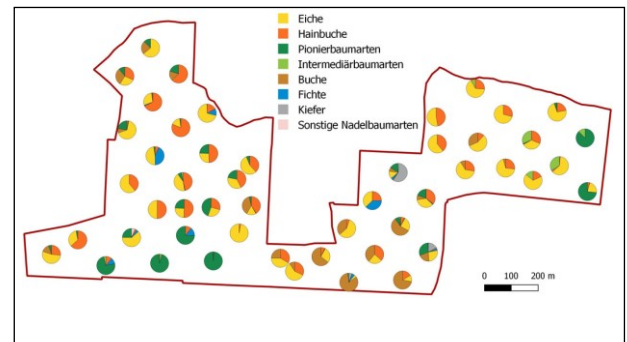 Eiche
Hainbuche
Pionierbaumarten
Intermediärbaumarten
Buche
Fichte
Kiefer
Sonstige Nadelbaumarten
0 100 200 m